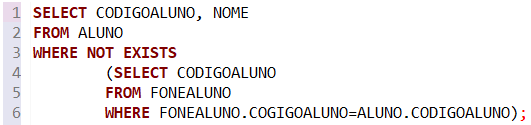 1 SELECT CODIGOALUNO, NOME
2 FROM ALUNO
3 WHERE NOT EXISTS
4 (SELECT CODIGOALUNO
5 FROM FONEALUNO
6 WHERE FONEALUNO.COGIGOALUNO=ALUNO.CODIGOALUNO);